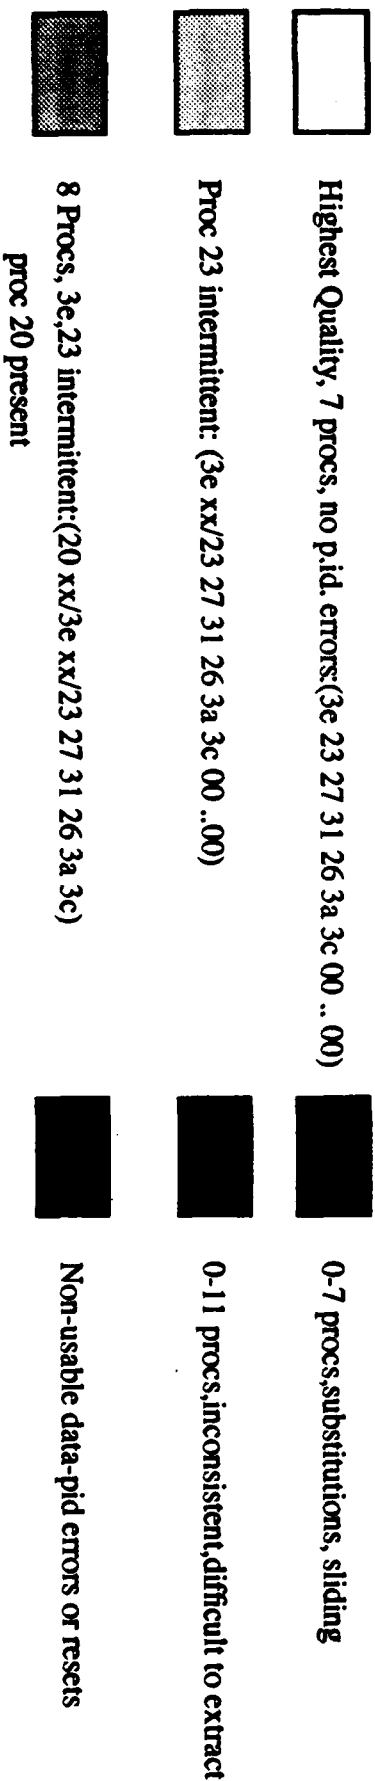 Highest Quality, 7 procs, no p.id. errors:(3e 23 27 31 26 3a 3c 00 .. 00)
Proc 23 intermittent: (3e xx/23 27 31 26 3a 3c 00 ..00)
8 Procs, 3e,23 intermittent:(20 xx/3e xx/23 27 31 26 3a 3c)
proc 20 present
0-7 procs,substitutions, sliding
0-11 procs,inconsistent,difficult to extract
Non-usable data-pid errors or resets